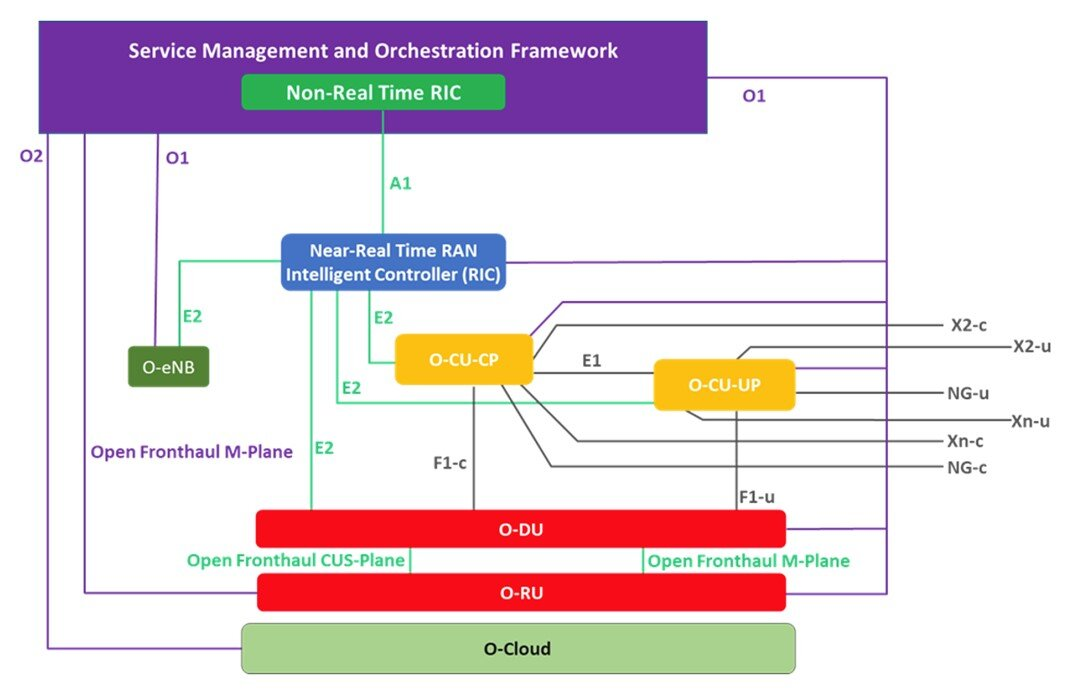 Service Management and Orchestration Framework
Non-Real Time RIC
O1
O2
O1
A1
Near-Real Time RAN
Intelligent Controller (RIC)
E2
E2
X2-c
X2-u
O-CU-CP
E1
O-eNB
O-CU-UP
E2
NG-u
Xn-u
Xn-c
Open Fronthaul M-Plane
E2
F1-c
NG-c
F1-u
O-DU
Open Fronthaul CUS-Plane
Open Fronthaul M-Plane
O-RU
O-Cloud